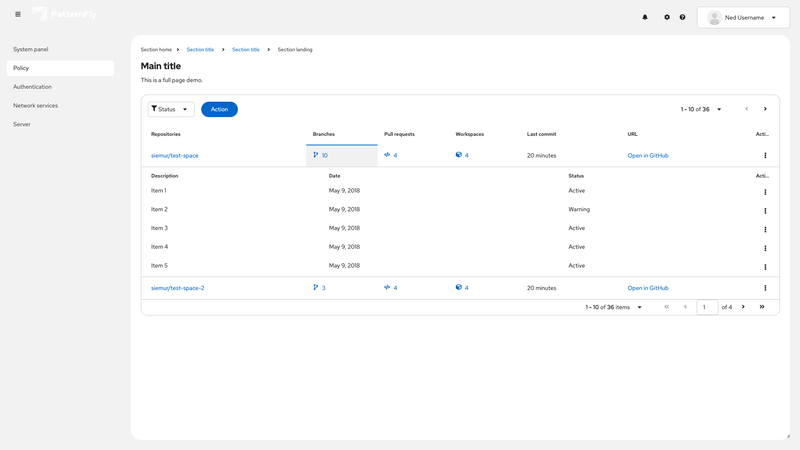 PatternFly
Ned Username
System panel
Policy
Authentication
Network services
Server
Section home
Section title
Section title
Section landing
Main title
This is a full page demo.
Status
Action
1 - 10 of 36
Repositories Branches Pull requests Workspaces Last commit URL Acti...
siemur/test-space 10 4 4 20 minutes Open in GitHub
Description Date Status Acti...
Item 1 May 9, 2018 Active
Item 2 May 9, 2018 Warning
Item 3 May 9, 2018 Active
Item 4 May 9, 2018 Active
Item 5 May 9, 2018 Active
siemur/test-space-2 3 4 4 20 minutes Open in GitHub
1 - 10 of 36 items 1 of 4